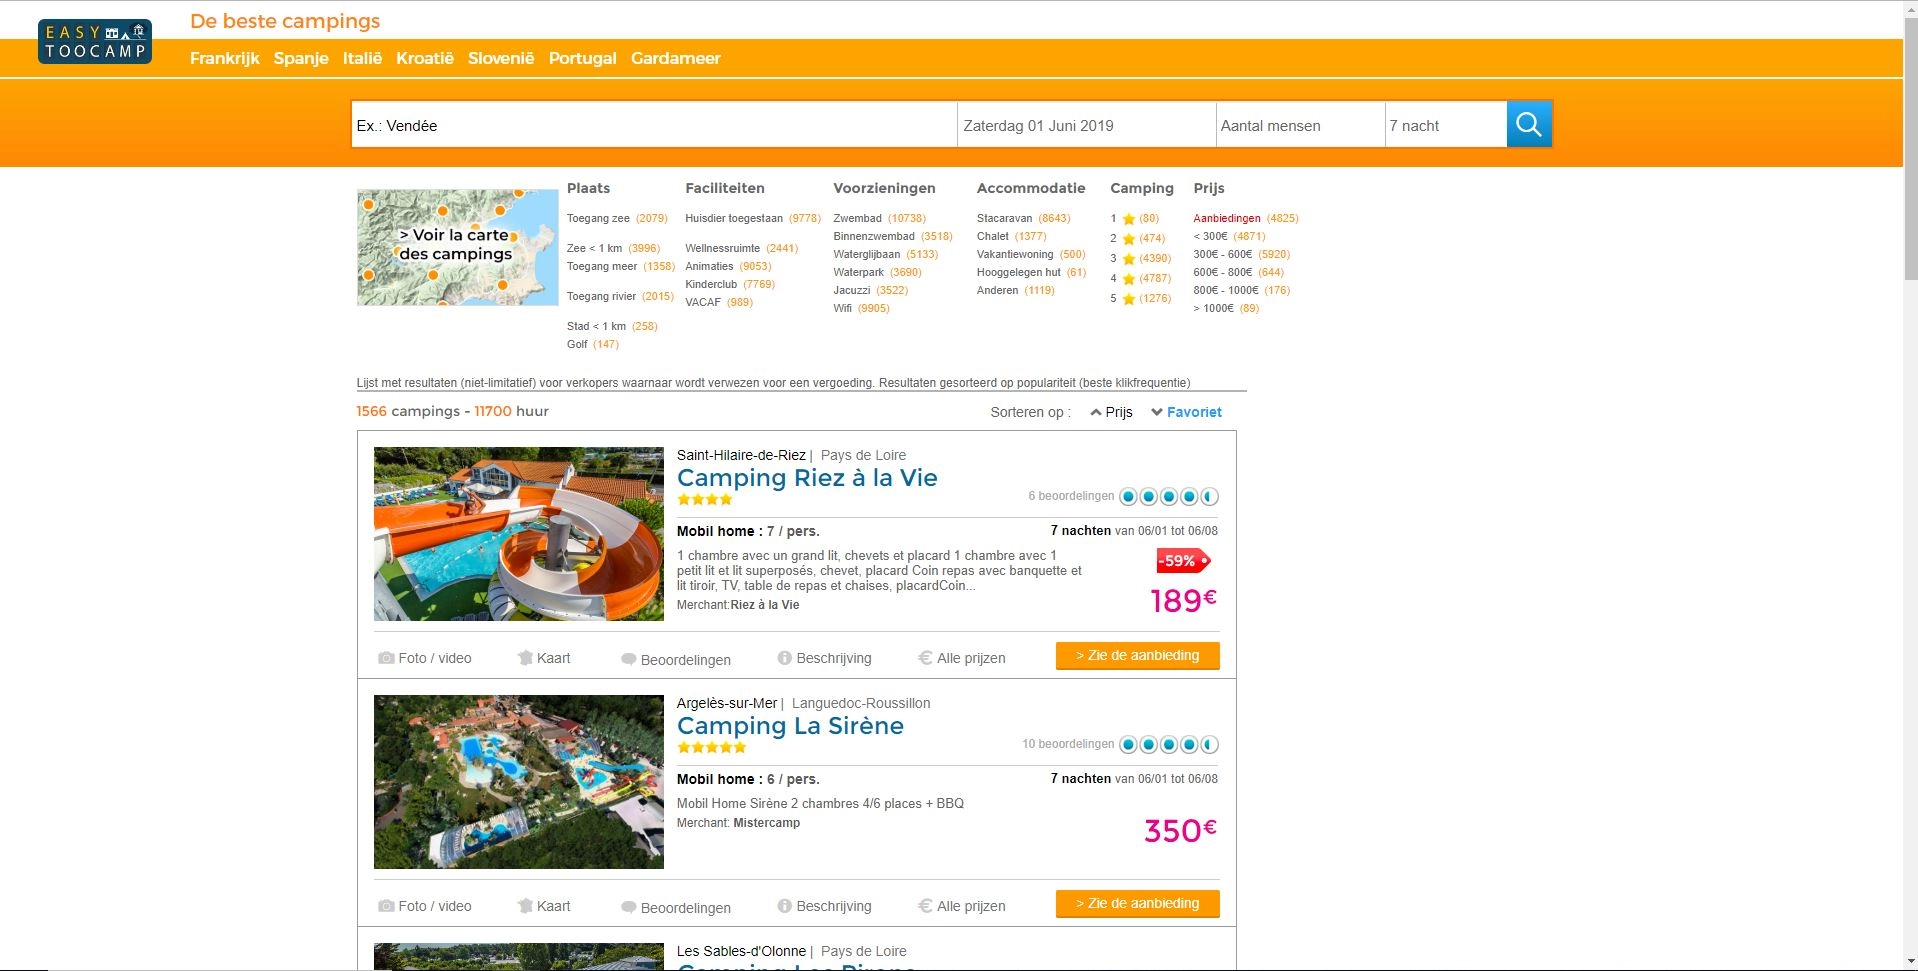 De beste campings
EASY
TOOCAMP
Frankrijk Spanje Italië Kroatië Slovenië Portugal Gardameer
Ex.: Vendée Zaterdag 01 Juni 2019 Aantal mensen 7 nacht
> Voir la carte
des campings
Plaats
Toegang zee (2079)
Zee < 1 km (3996)
Toegang meer (1358)
Toegang rivier (2015)
Stad < 1 km (258)
Golf (147)
Faciliteiten
Huisdier toegestaan (9778)
Wellnessruimte (2441)
Animaties (9053)
Kinderclub (7769)
VACAF (989)
Voorzieningen
Zwembad (10738)
Binnenzwembad (3518)
Waterglijbaan (5133)
Waterpark (3690)
Jacuzzi (3522)
Wifi (9905)
Accommodatie
Stacaravan (8643)
Chalet (1377)
Vakantiewoning (500)
Hooggelegen hut (61)
Anderen (1119)
Camping
1 (80)
2 (474)
3 (4390)
4 (4787)
5 (1276)
Prijs
Aanbiedingen (4825)
< 300€ (4871)
300€ - 600€ (5920)
600€ - 800€ (644)
800€ - 1000€ (176)
> 1000€ (89)
Lijst met resultaten (niet-limitatief) voor verkopers waarnaar wordt verwezen voor een vergoeding. Resultaten gesorteerd op populariteit (beste klikfrequentie)
1566 campings - 11700 huur Sorteren op : Prijs Favoriet
Saint-Hilaire-de-Riez | Pays de Loire
Camping Riez à la Vie
6 beoordelingen
Mobil home : 7 / pers. 7 nachten van 06/01 tot 06/08
1 chambre avec un grand lit, chevets et placard 1 chambre avec 1
petit lit et lit superposés, chevet, placard Coin repas avec banquette et
lit tiroir, TV, table de repas et chaises, placardCoin...
Merchant:Riez à la Vie
-59%
189€
Foto / video Kaart Beoordelingen Beschrijving Alle prijzen > Zie de aanbieding
Argelès-sur-Mer | Languedoc-Roussillon
Camping La Sirène
10 beoordelingen
Mobil home : 6 / pers. 7 nachten van 06/01 tot 06/08
Mobil Home Sirène 2 chambres 4/6 places + BBQ
Merchant: Mistercamp
350€
Foto / video Kaart Beoordelingen Beschrijving Alle prijzen > Zie de aanbieding
Les Sables-d'Olonne | Pays de Loire